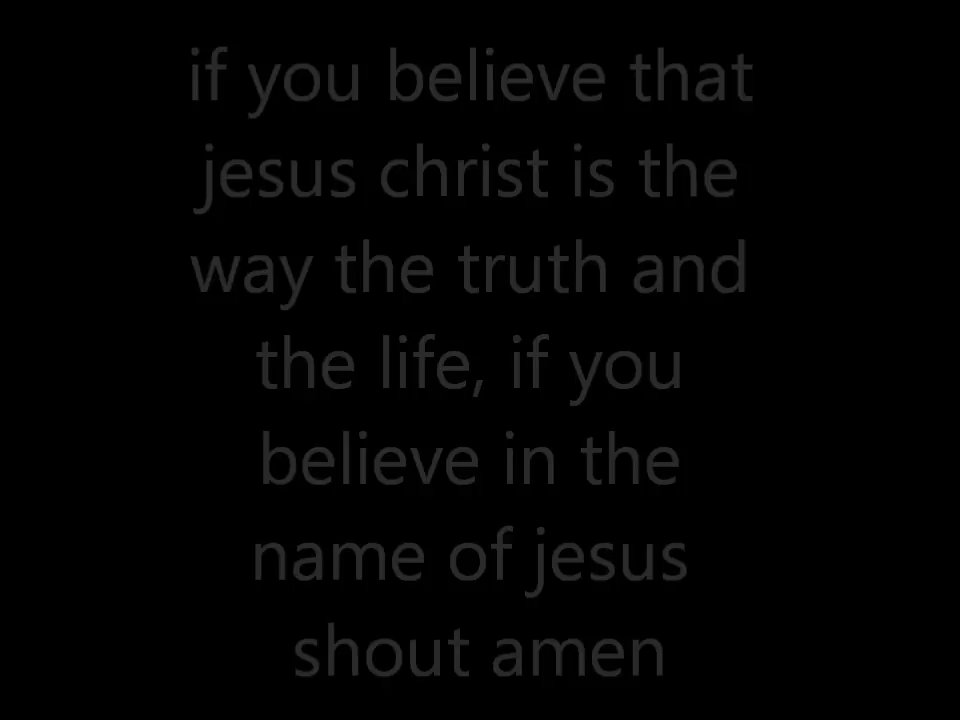 if you believe that
jesus christ is the
way the truth and
the life, if you
believe in the
name of jesus
shout amen